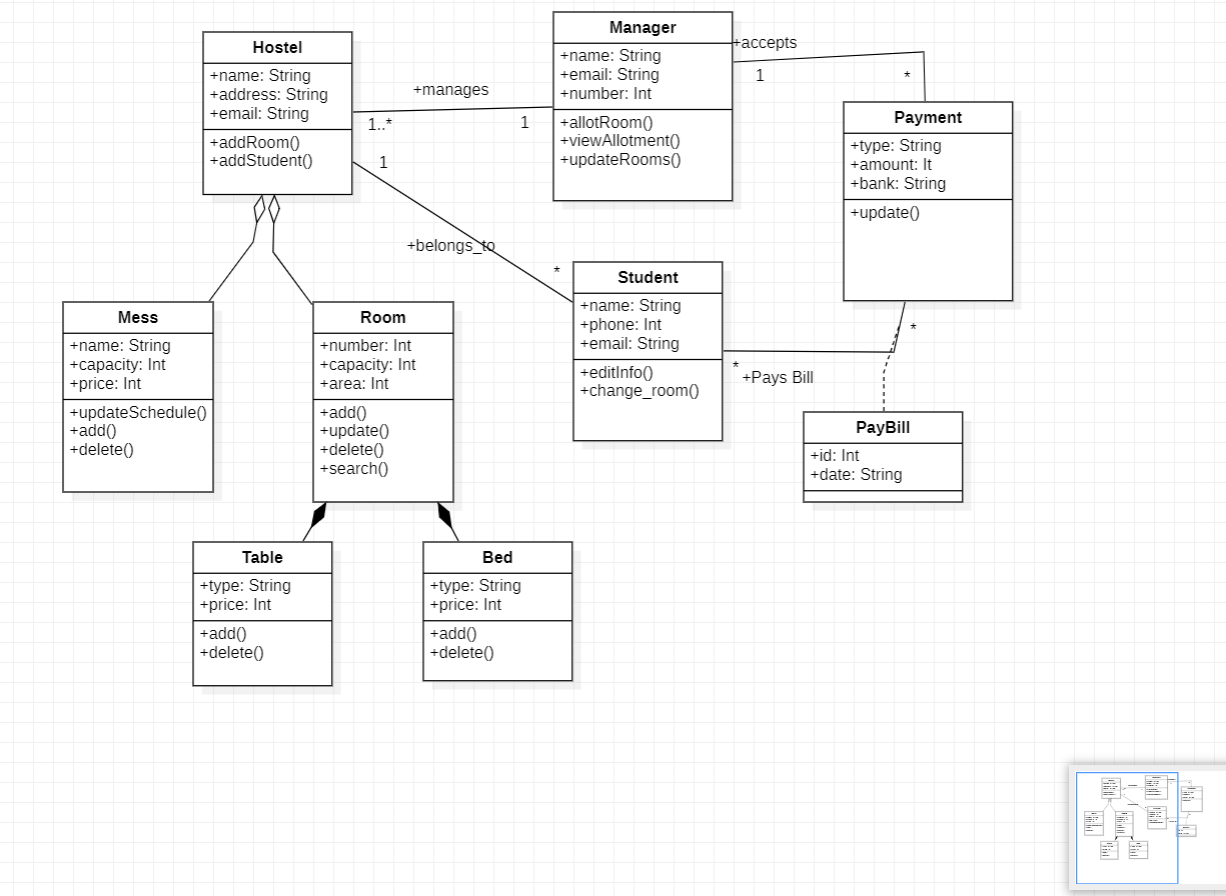 Hostel
+name: String
+address: String
+email: String
+addRoom()
+addStudent()
+manages
1..*
1
Manager
+name: String
+email: String
+number: Int
+allotRoom()
+viewAllotment()
+updateRooms()
+accepts
1
*
Payment
+type: String
+amount: It
+bank: String
+update()
1
+belongs_to
*
Student
+name: String
+phone: Int
+email: String
+editInfo()
+change_room()
*
*
+Pays Bill
PayBill
+id: Int
+date: String
Mess
+name: String
+capacity: Int
+price: Int
+updateSchedule()
+add()
+delete()
Room
+number: Int
+capacity: Int
+area: Int
+add()
+update()
+delete()
+search()
Table
+type: String
+price: Int
+add()
+delete()
Bed
+type: String
+price: Int
+add()
+delete()